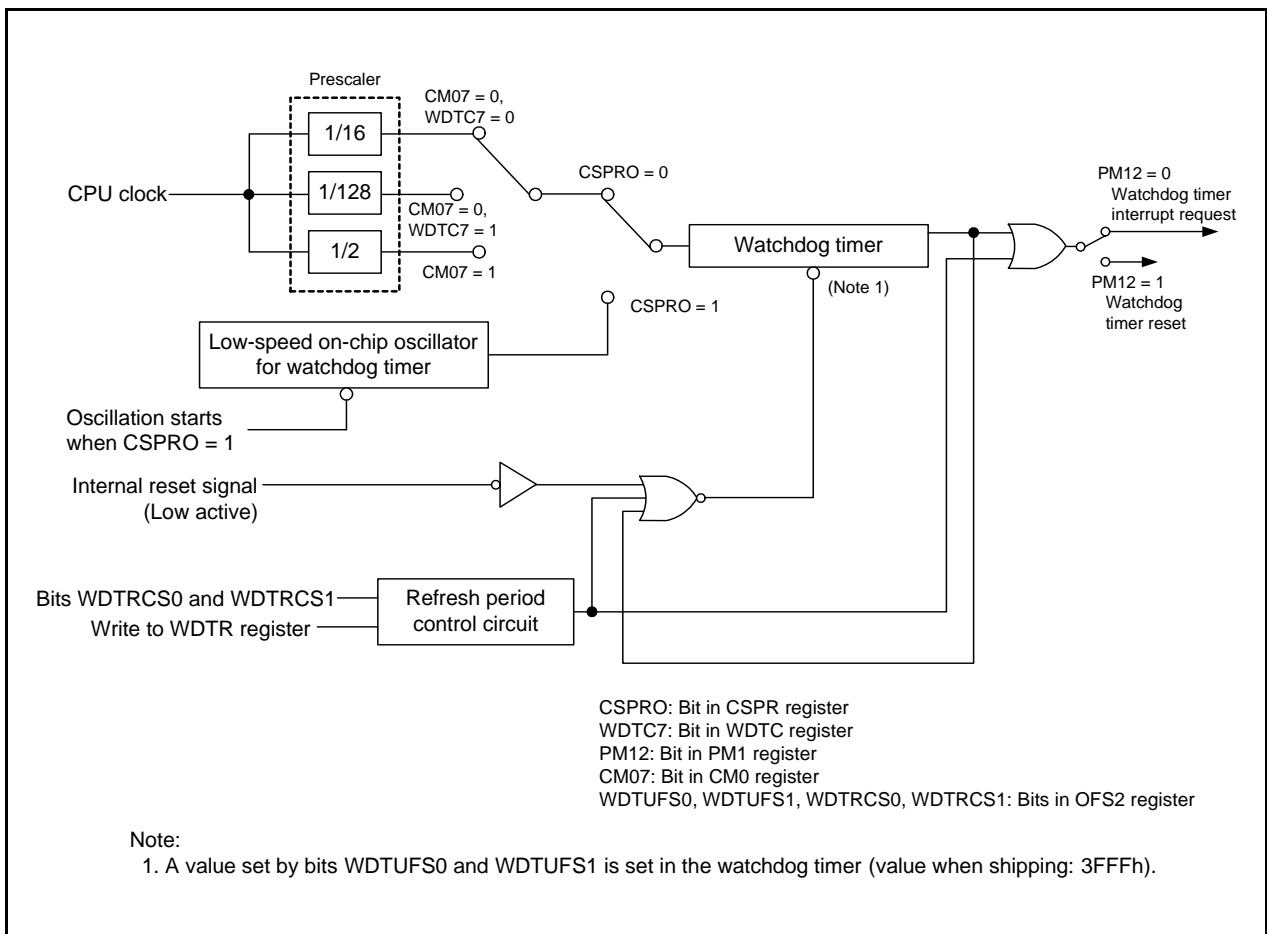 Prescaler
CM07 = 0,
WDTC7 = 0
1/16
CSPRO = 0
PM12 = 0
Watchdog timer
interrupt request
CPU clock
1/128
CM07 = 0,
WDTC7 = 1
1/2
CM07 = 1
Watchdog timer
(Note 1)
PM12 = 1
Watchdog
timer reset
CSPRO = 1
Low-speed on-chip oscillator
for watchdog timer
Oscillation starts
when CSPRO = 1
Internal reset signal
(Low active)
Bits WDTRCS0 and WDTRCS1
Write to WDTR register
Refresh period
control circuit
CSPRO: Bit in CSPR register
WDTC7: Bit in WDTC register
PM12: Bit in PM1 register
CM07: Bit in CM0 register
WDTUFS0, WDTUFS1, WDTRCS0, WDTRCS1: Bits in OFS2 register
Note:
1. A value set by bits WDTUFS0 and WDTUFS1 is set in the watchdog timer (value when shipping: 3FFFh).